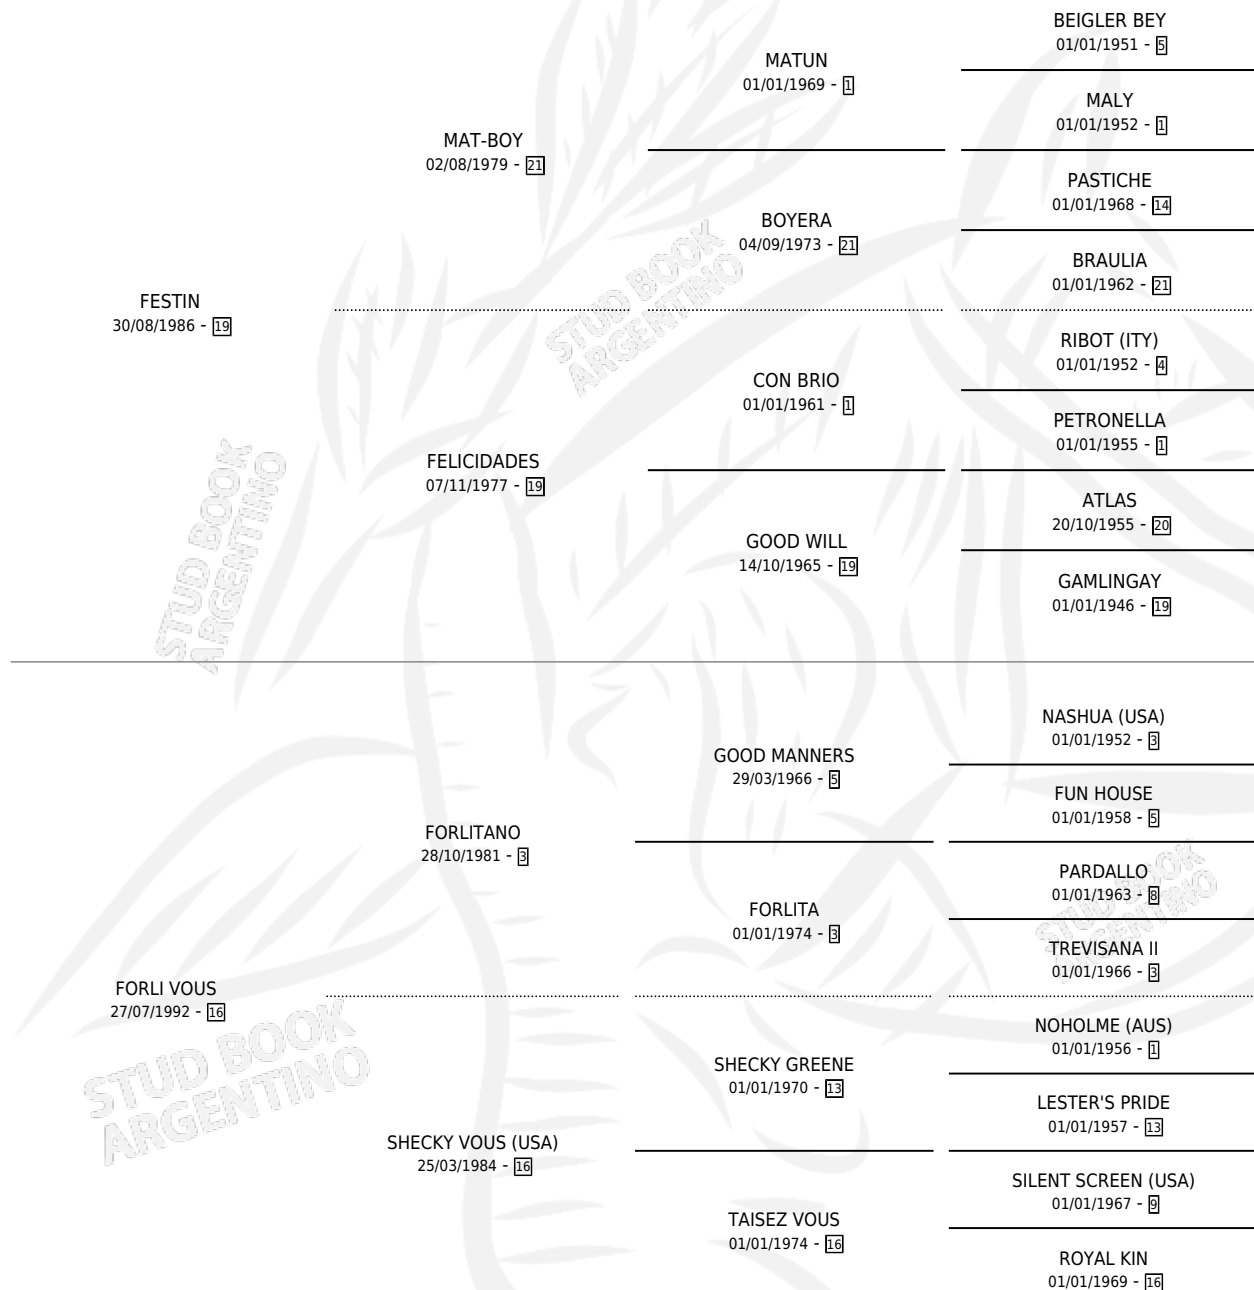 BEIGLER BEY
01/01/1951 - 5
MATUN
01/01/1969 - 1
MALY
01/01/1952 - 1
MAT-BOY
02/08/1979 - 21
PASTICHE
01/01/1968 - 14
BOYERA
04/09/1973 - 21
BRAULIA
01/01/1962 - 21
STUD BOOK
ARGENTINO
FESTIN
30/08/1986 - 19
RIBOT (ITY)
01/01/1952 - 4
CON BRIO
01/01/1961 - 1
PETRONELLA
01/01/1955 - 1
FELICIDADES
07/11/1977 - 19
ATLAS
20/10/1955 - 20
GOOD WILL
14/10/1965 - 19
GAMLINGAY
01/01/1946 - 19
STUD BOOK
ARGENTINO
NASHUA (USA)
01/01/1952 - 3
GOOD MANNERS
29/03/1966 - 5
FUN HOUSE
01/01/1958 - 5
FORLITANO
28/10/1981 - 3
PARDALLO
01/01/1963 - 8
FORLITA
01/01/1974 - 3
STUD BOOK
ARGENTINO
TREVISANA II
01/01/1966 - 3
FORLI VOUS
27/07/1992 - 16
NOHOLME (AUS)
01/01/1956 - 1
SHECKY GREENE
01/01/1970 - 13
STUD BOOK
ARGENTINO
LESTER'S PRIDE
01/01/1957 - 13
SHECKY VOUS (USA)
25/03/1984 - 16
SILENT SCREEN (USA)
01/01/1967 - 9
TAISEZ VOUS
01/01/1974 - 16
ROYAL KIN
01/01/1969 - 16